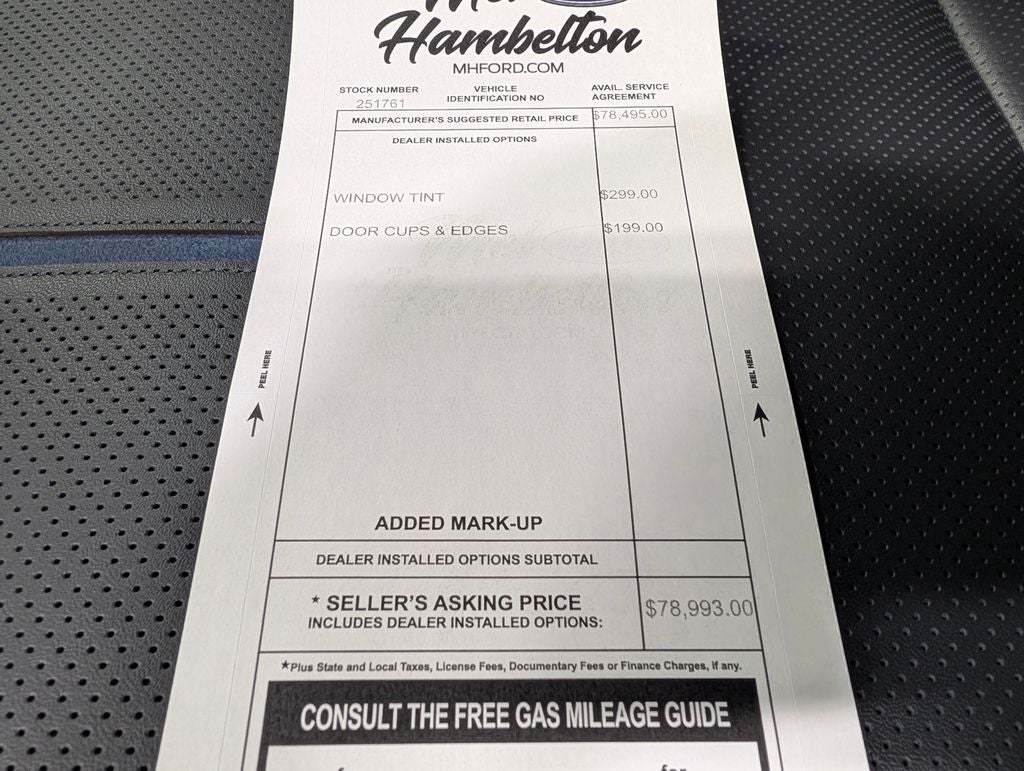 Hambelton
MHFORD.COM
STOCK NUMBER
251761
VEHICLE
IDENTIFICATION NO
AVAIL. SERVICE
AGREEMENT
MANUFACTURER'S SUGGESTED RETAIL PRICE $78,495.00
DEALER INSTALLED OPTIONS
WINDOW TINT $299.00
DOOR CUPS & EDGES $199.00
PEEL HERE
PEEL HERE
ADDED MARK-UP
DEALER INSTALLED OPTIONS SUBTOTAL
* SELLER'S ASKING PRICE $78,993.00
INCLUDES DEALER INSTALLED OPTIONS:
*Plus State and Local Taxes, License Fees, Documentary Fees or Finance Charges, if any.
CONSULT THE FREE GAS MILEAGE GUIDE